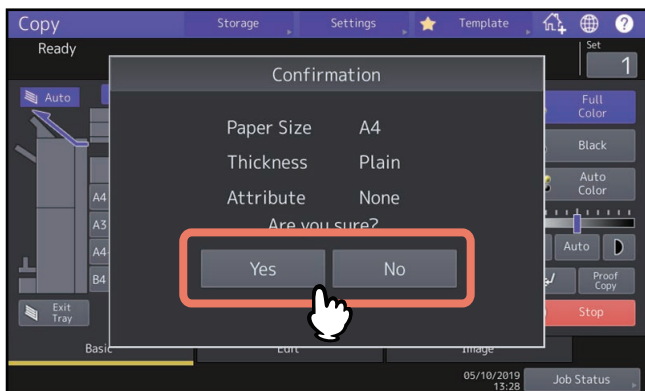 Copy
Storage
Settings
Template
?
Ready
Set
1
Auto
Confirmation
Full
Color
Paper Size A4
Black
Thickness Plain
Auto
Color
Attribute None
A4
Are you sure?
A3
A4
Auto
Yes No
B4
Proof
Copy
Exit
Tray
Stop
Basic
Edit
Image
05/10/2019
13:28
Job Status